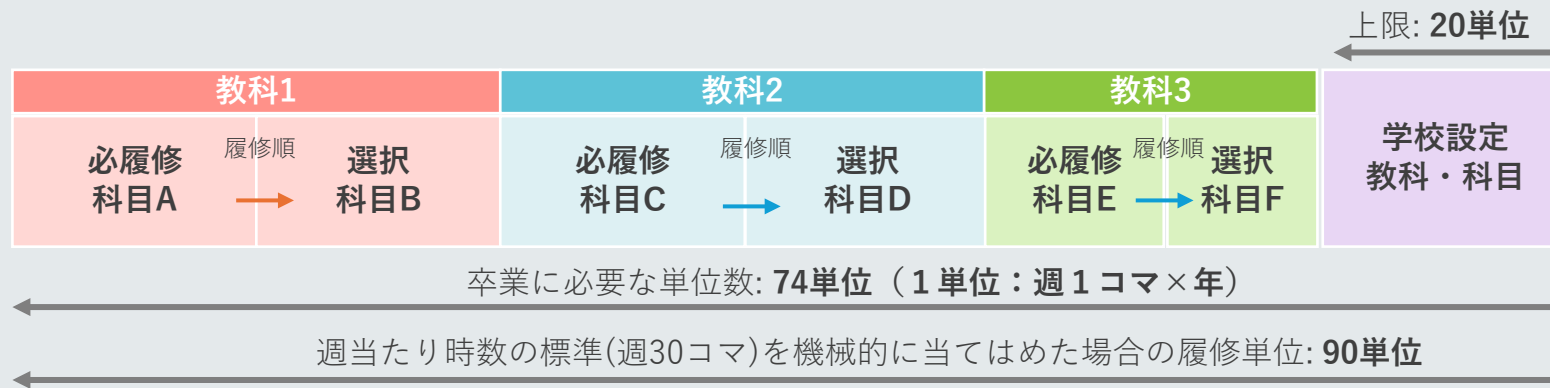 上限: 20単位
教科1
教科2
教科3
学校設定
教科・科目
必履修
科目A
履修順
選択
科目B
必履修
科目C
履修順
選択
科目D
必履修
科目E
履修順
選択
科目F
卒業に必要な単位数: 74単位（１単位：週１コマ×年）
週当たり時数の標準(週30コマ)を機械的に当てはめた場合の履修単位: 90単位